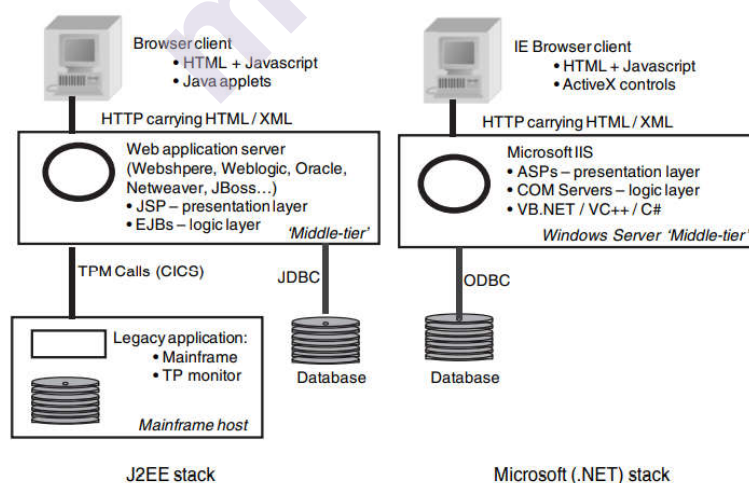 Browser client
• HTML + Javascript
• Java applets
HTTP carrying HTML / XML
Web application server
(Webshpere, Weblogic, Oracle,
Netweaver, JBoss...)
• JSP – presentation layer
• EJBs – logic layer
'Middle-tier'
TPM Calls (CICS)
JDBC
Legacy application:
• Mainframe
• TP monitor
Mainframe host
Database
J2EE stack
IE Browser client
• HTML + Javascript
• ActiveX controls
HTTP carrying HTML / XML
Microsoft IIS
• ASPs – presentation layer
• COM Servers – logic layer
• VB.NET / VC++ / C#
Windows Server 'Middle-tier'
ODBC
Database
Microsoft (.NET) stack